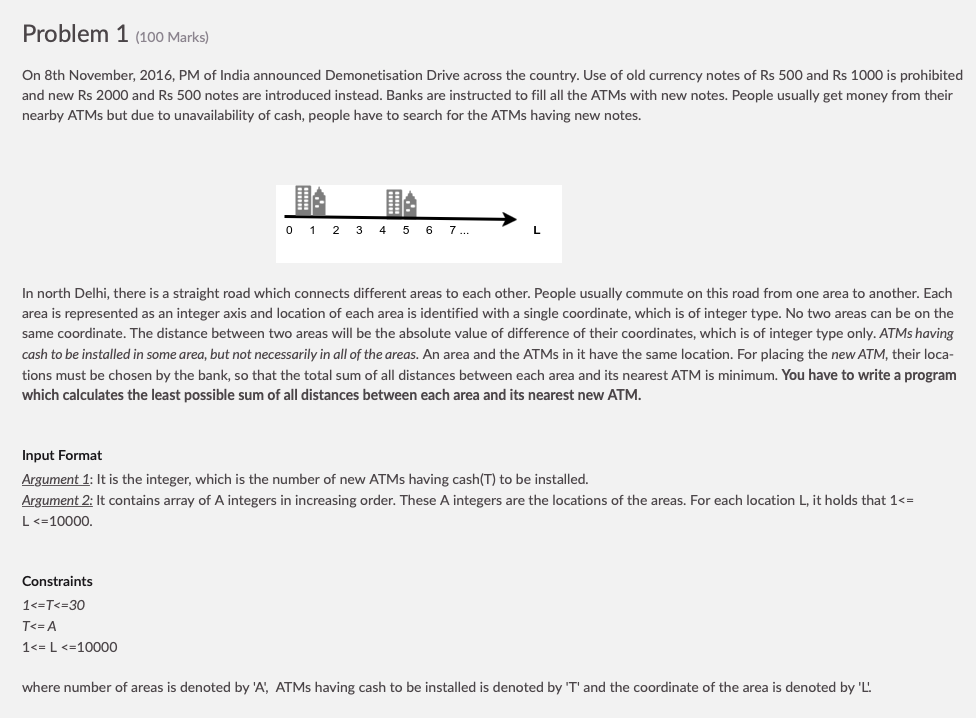 Problem 1 (100 Marks)
On 8th November, 2016, PM of India announced Demonetisation Drive across the country. Use of old currency notes of Rs 500 and Rs 1000 is prohibited
and new Rs 2000 and Rs 500 notes are introduced instead. Banks are instructed to fill all the ATMs with new notes. People usually get money from their
nearby ATMs but due to unavailability of cash, people have to search for the ATMs having new notes.
0 1 2 3 4 5 6 7 ... L
In north Delhi, there is a straight road which connects different areas to each other. People usually commute on this road from one area to another. Each
area is represented as an integer axis and location of each area is identified with a single coordinate, which is of integer type. No two areas can be on the
same coordinate. The distance between two areas will be the absolute value of difference of their coordinates, which is of integer type only. ATMs having
cash to be installed in some area, but not necessarily in all of the areas. An area and the ATMs in it have the same location. For placing the new ATM, their loca-
tions must be chosen by the bank, so that the total sum of all distances between each area and its nearest ATM is minimum. You have to write a program
which calculates the least possible sum of all distances between each area and its nearest new ATM.
Input Format
Argument 1: It is the integer, which is the number of new ATMs having cash(T) to be installed.
Argument 2: It contains array of A integers in increasing order. These A integers are the locations of the areas. For each location L, it holds that 1<=
L <=10000.
Constraints
1<=T<=30
T<= A
1<= L <=10000
where number of areas is denoted by 'A', ATMs having cash to be installed is denoted by 'T' and the coordinate of the area is denoted by 'L'.